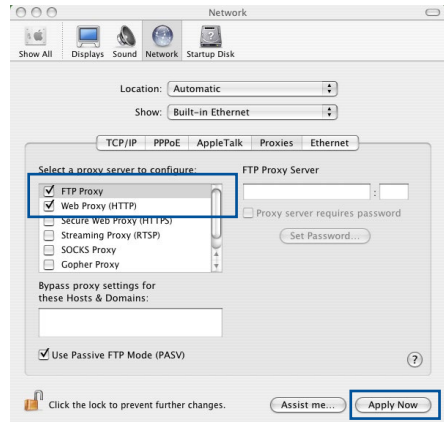 Network
Show All Displays Sound Network Startup Disk
Location: Automatic
Show: Built-in Ethernet
TCP/IP PPPoE AppleTalk Proxies Ethernet
Select a proxy server to configure: FTP Proxy Server
FTP Proxy :
Web Proxy (HTTP) Proxy server requires password
Secure Web Proxy (HTTPS)
Streaming Proxy (RTSP) Set Password...
SOCKS Proxy
Gopher Proxy
Bypass proxy settings for
these Hosts & Domains:
Use Passive FTP Mode (PASV) ?
Click the lock to prevent further changes. Assist me... Apply Now